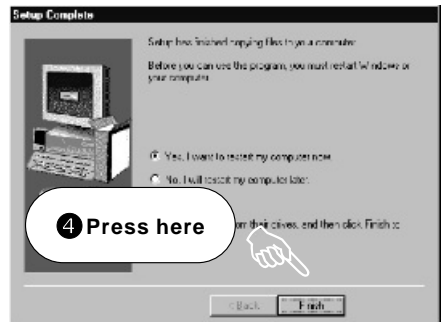 Setup Complete
Setup has finished copying files to your computer.
Before you can use the program, you must restart Windows or
your computer.
Yes, I want to restart my computer now.
No, I will restart my computer later.
om their drives, and then click Finish to
4 Press here
< Back
Finish